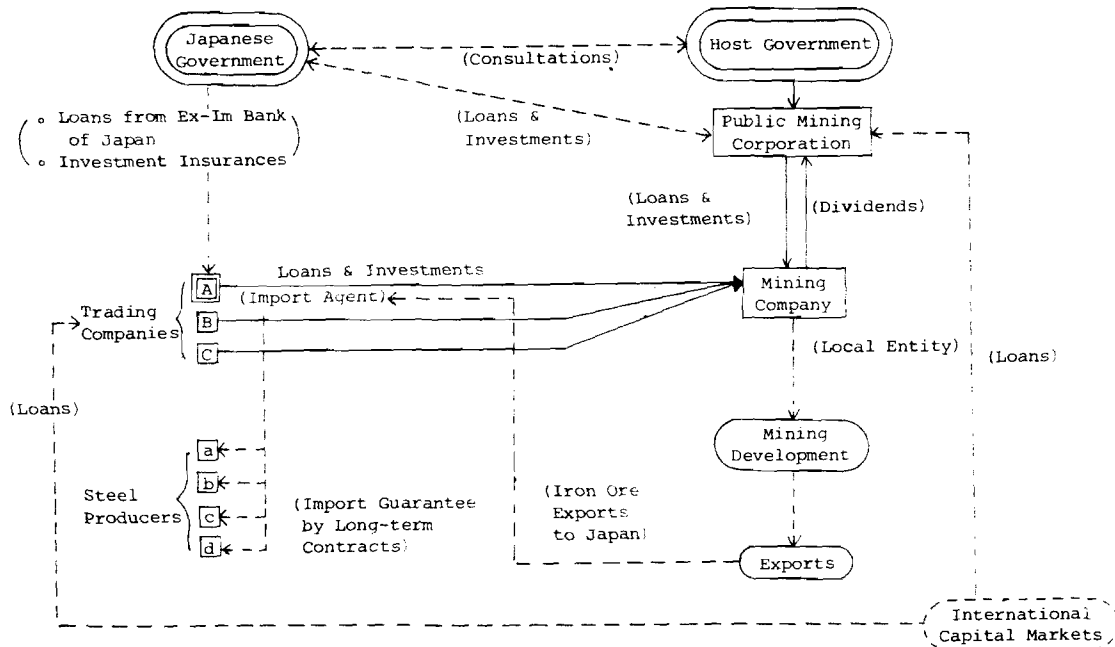 Japanese
Government
Host Government
(Consultations)
(Loans &
Investments)
∘ Loans from Ex-Im Bank
of Japan
∘ Investment Insurances
Public Mining
Corporation
(Loans &
Investments)
(Dividends)
Loans & Investments
A
(Import Agent)
Mining
Company
Trading
Companies
B
C
(Local Entity)
(Loans)
(Loans)
a
Mining
Development
b
Steel
Producers
c
d
(Import Guarantee
by Long-term
Contracts)
(Iron Ore
Exports
to Japan)
Exports
International
Capital Markets